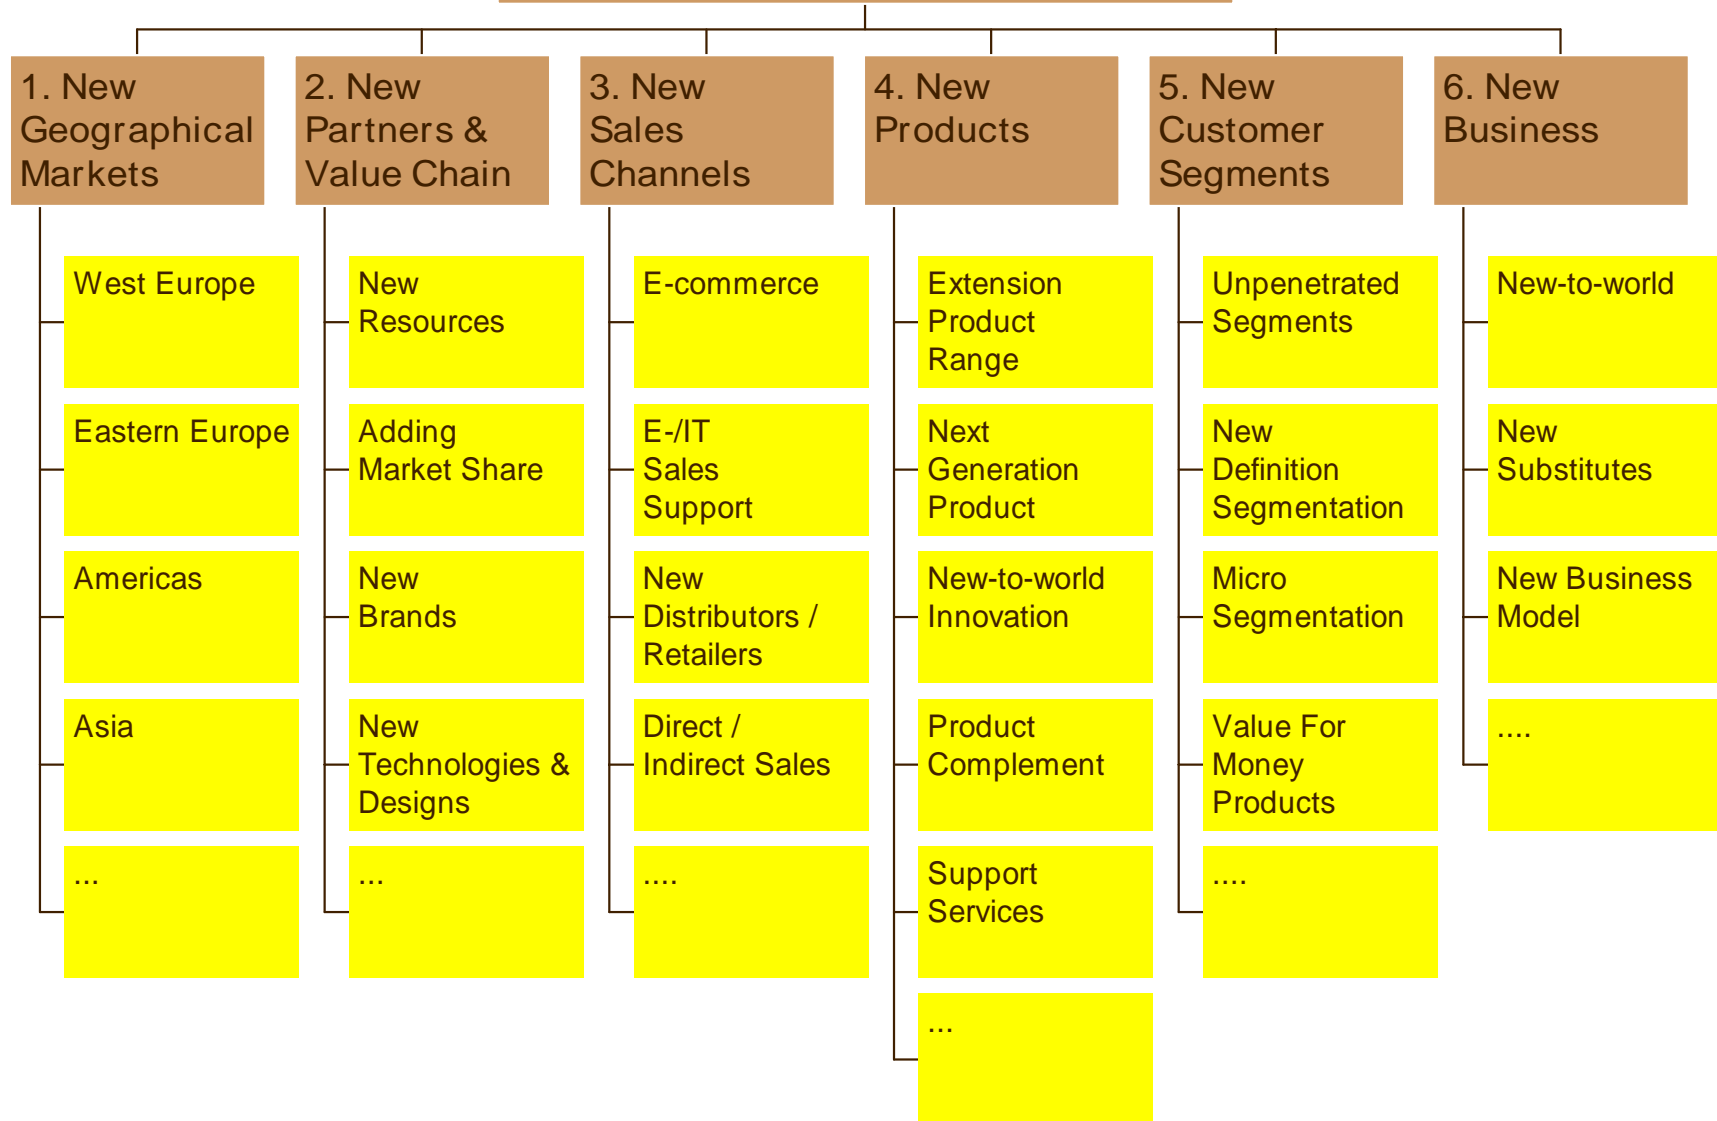 1. New
Geographical
Markets
2. New
Partners &
Value Chain
3. New
Sales
Channels
4. New
Products
5. New
Customer
Segments
6. New
Business
West Europe
Eastern Europe
Americas
Asia
...
New
Resources
Adding
Market Share
New
Brands
New
Technologies &
Designs
...
E-commerce
E-/IT
Sales
Support
New
Distributors /
Retailers
Direct /
Indirect Sales
....
Extension
Product
Range
Next
Generation
Product
New-to-world
Innovation
Product
Complement
Support
Services
...
Unpenetrated
Segments
New
Definition
Segmentation
Micro
Segmentation
Value For
Money
Products
....
New-to-world
New
Substitutes
New Business
Model
....